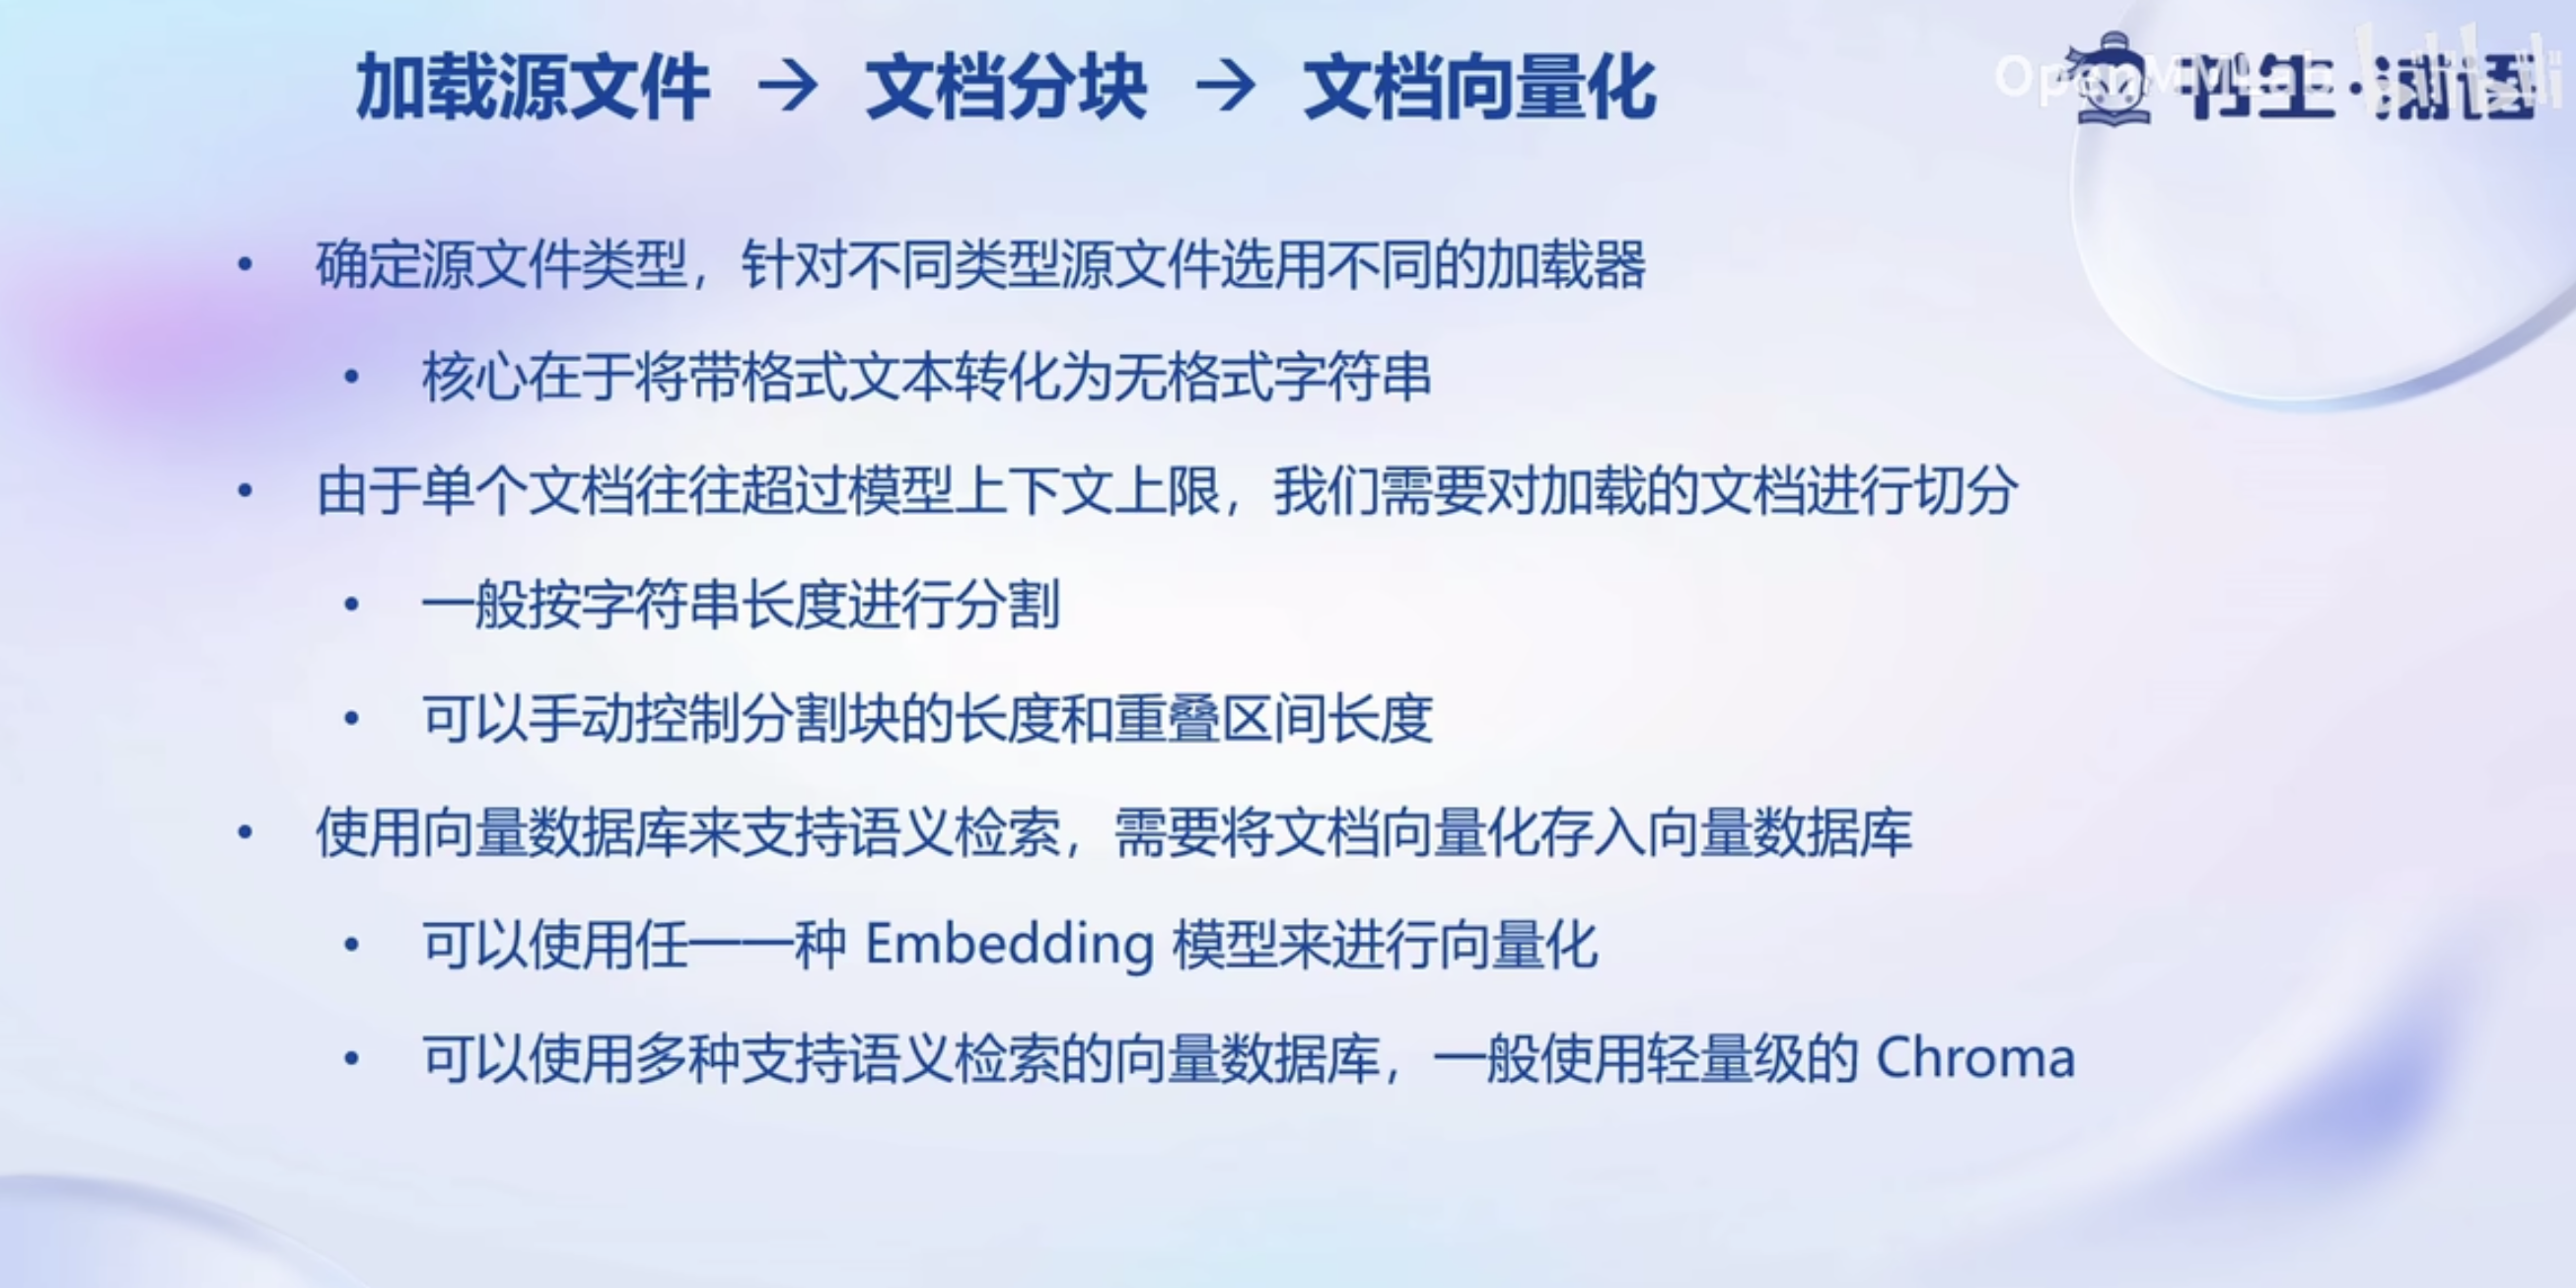 加载源文件 → 文档分块 → 文档向量化
OpenMMLab
书生·浦语
bilibili
• 确定源文件类型，针对不同类型源文件选用不同的加载器
• 核心在于将带格式文本转化为无格式字符串
• 由于单个文档往往超过模型上下文上限，我们需要对加载的文档进行切分
• 一般按字符串长度进行分割
• 可以手动控制分割块的长度和重叠区间长度
• 使用向量数据库来支持语义检索，需要将文档向量化存入向量数据库
• 可以使用任一一种 Embedding 模型来进行向量化
• 可以使用多种支持语义检索的向量数据库，一般使用轻量级的 Chroma